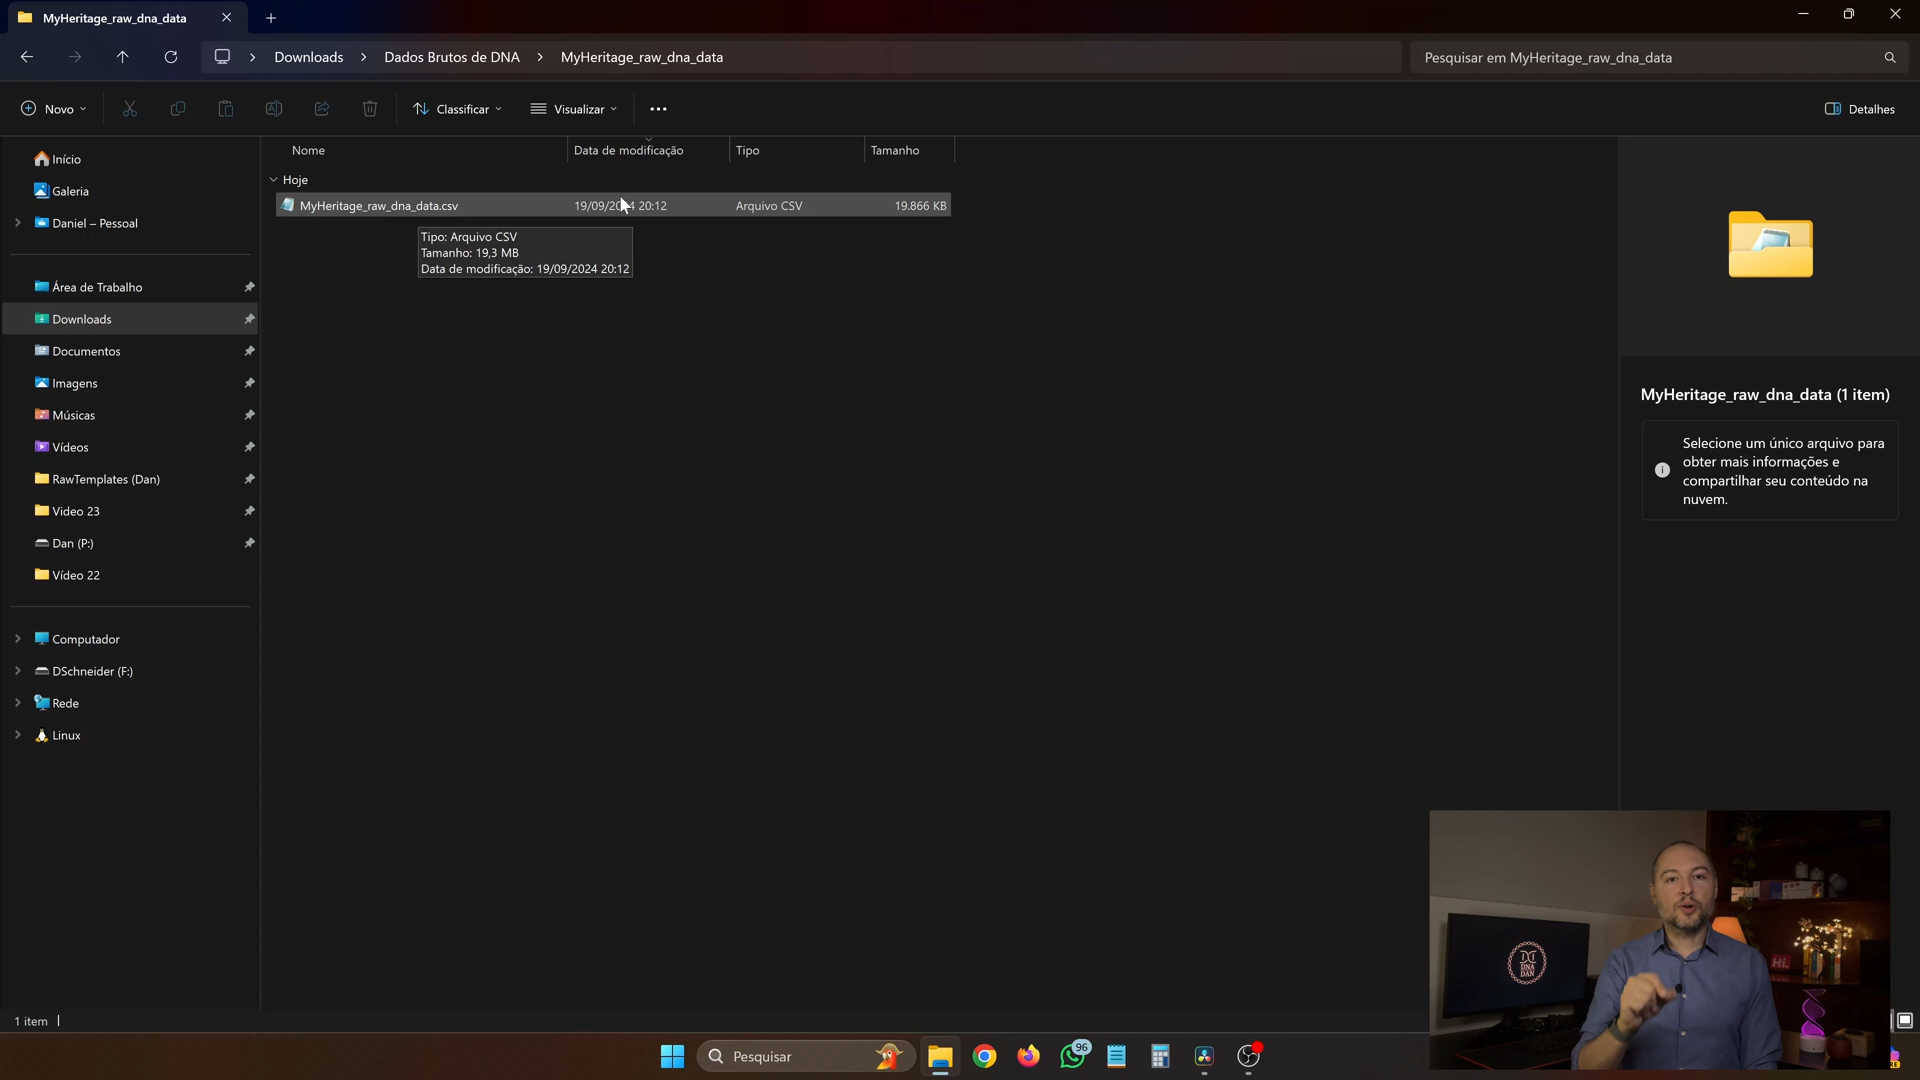 MyHeritage_raw_dna_data
Downloads
Dados Brutos de DNA
MyHeritage_raw_dna_data
Pesquisar em MyHeritage_raw_dna_data
Novo
Classificar
Visualizar
Detalhes
Início
Galeria
Daniel – Pessoal
Área de Trabalho
Downloads
Documentos
Imagens
Músicas
Vídeos
RawTemplates (Dan)
Video 23
Dan (P:)
Vídeo 22
Computador
DSchneider (F:)
Rede
Linux
Nome
Data de modificação
Tipo
Tamanho
Hoje
MyHeritage_raw_dna_data.csv
20:12
Arquivo CSV
19.866 KB
Tipo: Arquivo CSV
Tamanho: 19,3 MB
Data de modificação: 19/09/2024 20:12
MyHeritage_raw_dna_data (1 item)
Selecione um único arquivo para
obter mais informações e
compartilhar seu conteúdo na
nuvem.
DNA
DAN
Hi.
1 item
Pesquisar
96